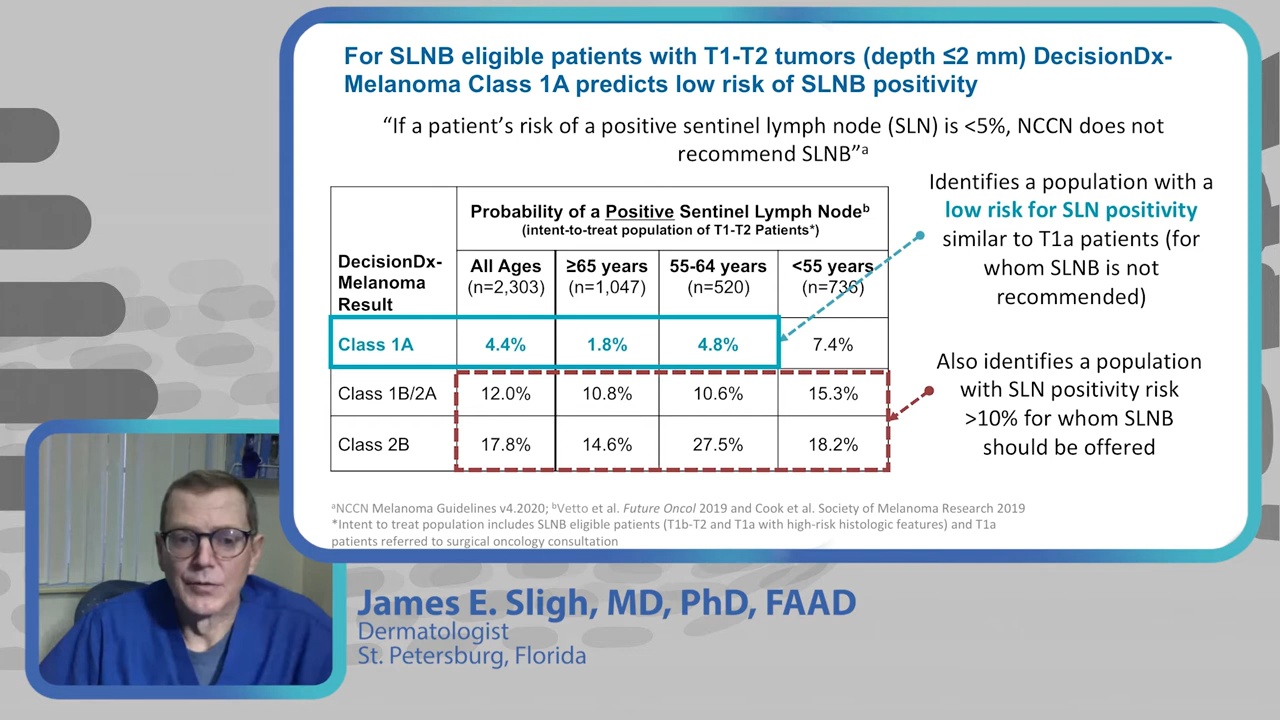 For SLNB eligible patients with T1-T2 tumors (depth ≤2 mm) DecisionDx-
Melanoma Class 1A predicts low risk of SLNB positivity
“If a patient’s risk of a positive sentinel lymph node (SLN) is <5%, NCCN does not
recommend SLNB”ᵃ
DecisionDx-
Melanoma
Result
Probability of a Positive Sentinel Lymph Nodeᵇ
(intent-to-treat population of T1-T2 Patients*)
All Ages ≥65 years 55-64 years <55 years
(n=2,303) (n=1,047) (n=520) (n=736)
Class 1A 4.4% 1.8% 4.8% 7.4%
Class 1B/2A 12.0% 10.8% 10.6% 15.3%
Class 2B 17.8% 14.6% 27.5% 18.2%
Identifies a population with a
low risk for SLN positivity
similar to T1a patients (for
whom SLNB is not
recommended)
Also identifies a population
with SLN positivity risk
>10% for whom SLNB
should be offered
ᵃNCCN Melanoma Guidelines v4.2020; ᵇVetto et al. Future Oncol 2019 and Cook et al. Society of Melanoma Research 2019
*Intent to treat population includes SLNB eligible patients (T1b-T2 and T1a with high-risk histologic features) and T1a
patients referred to surgical oncology consultation
James E. Sligh, MD, PhD, FAAD
Dermatologist
St. Petersburg, Florida